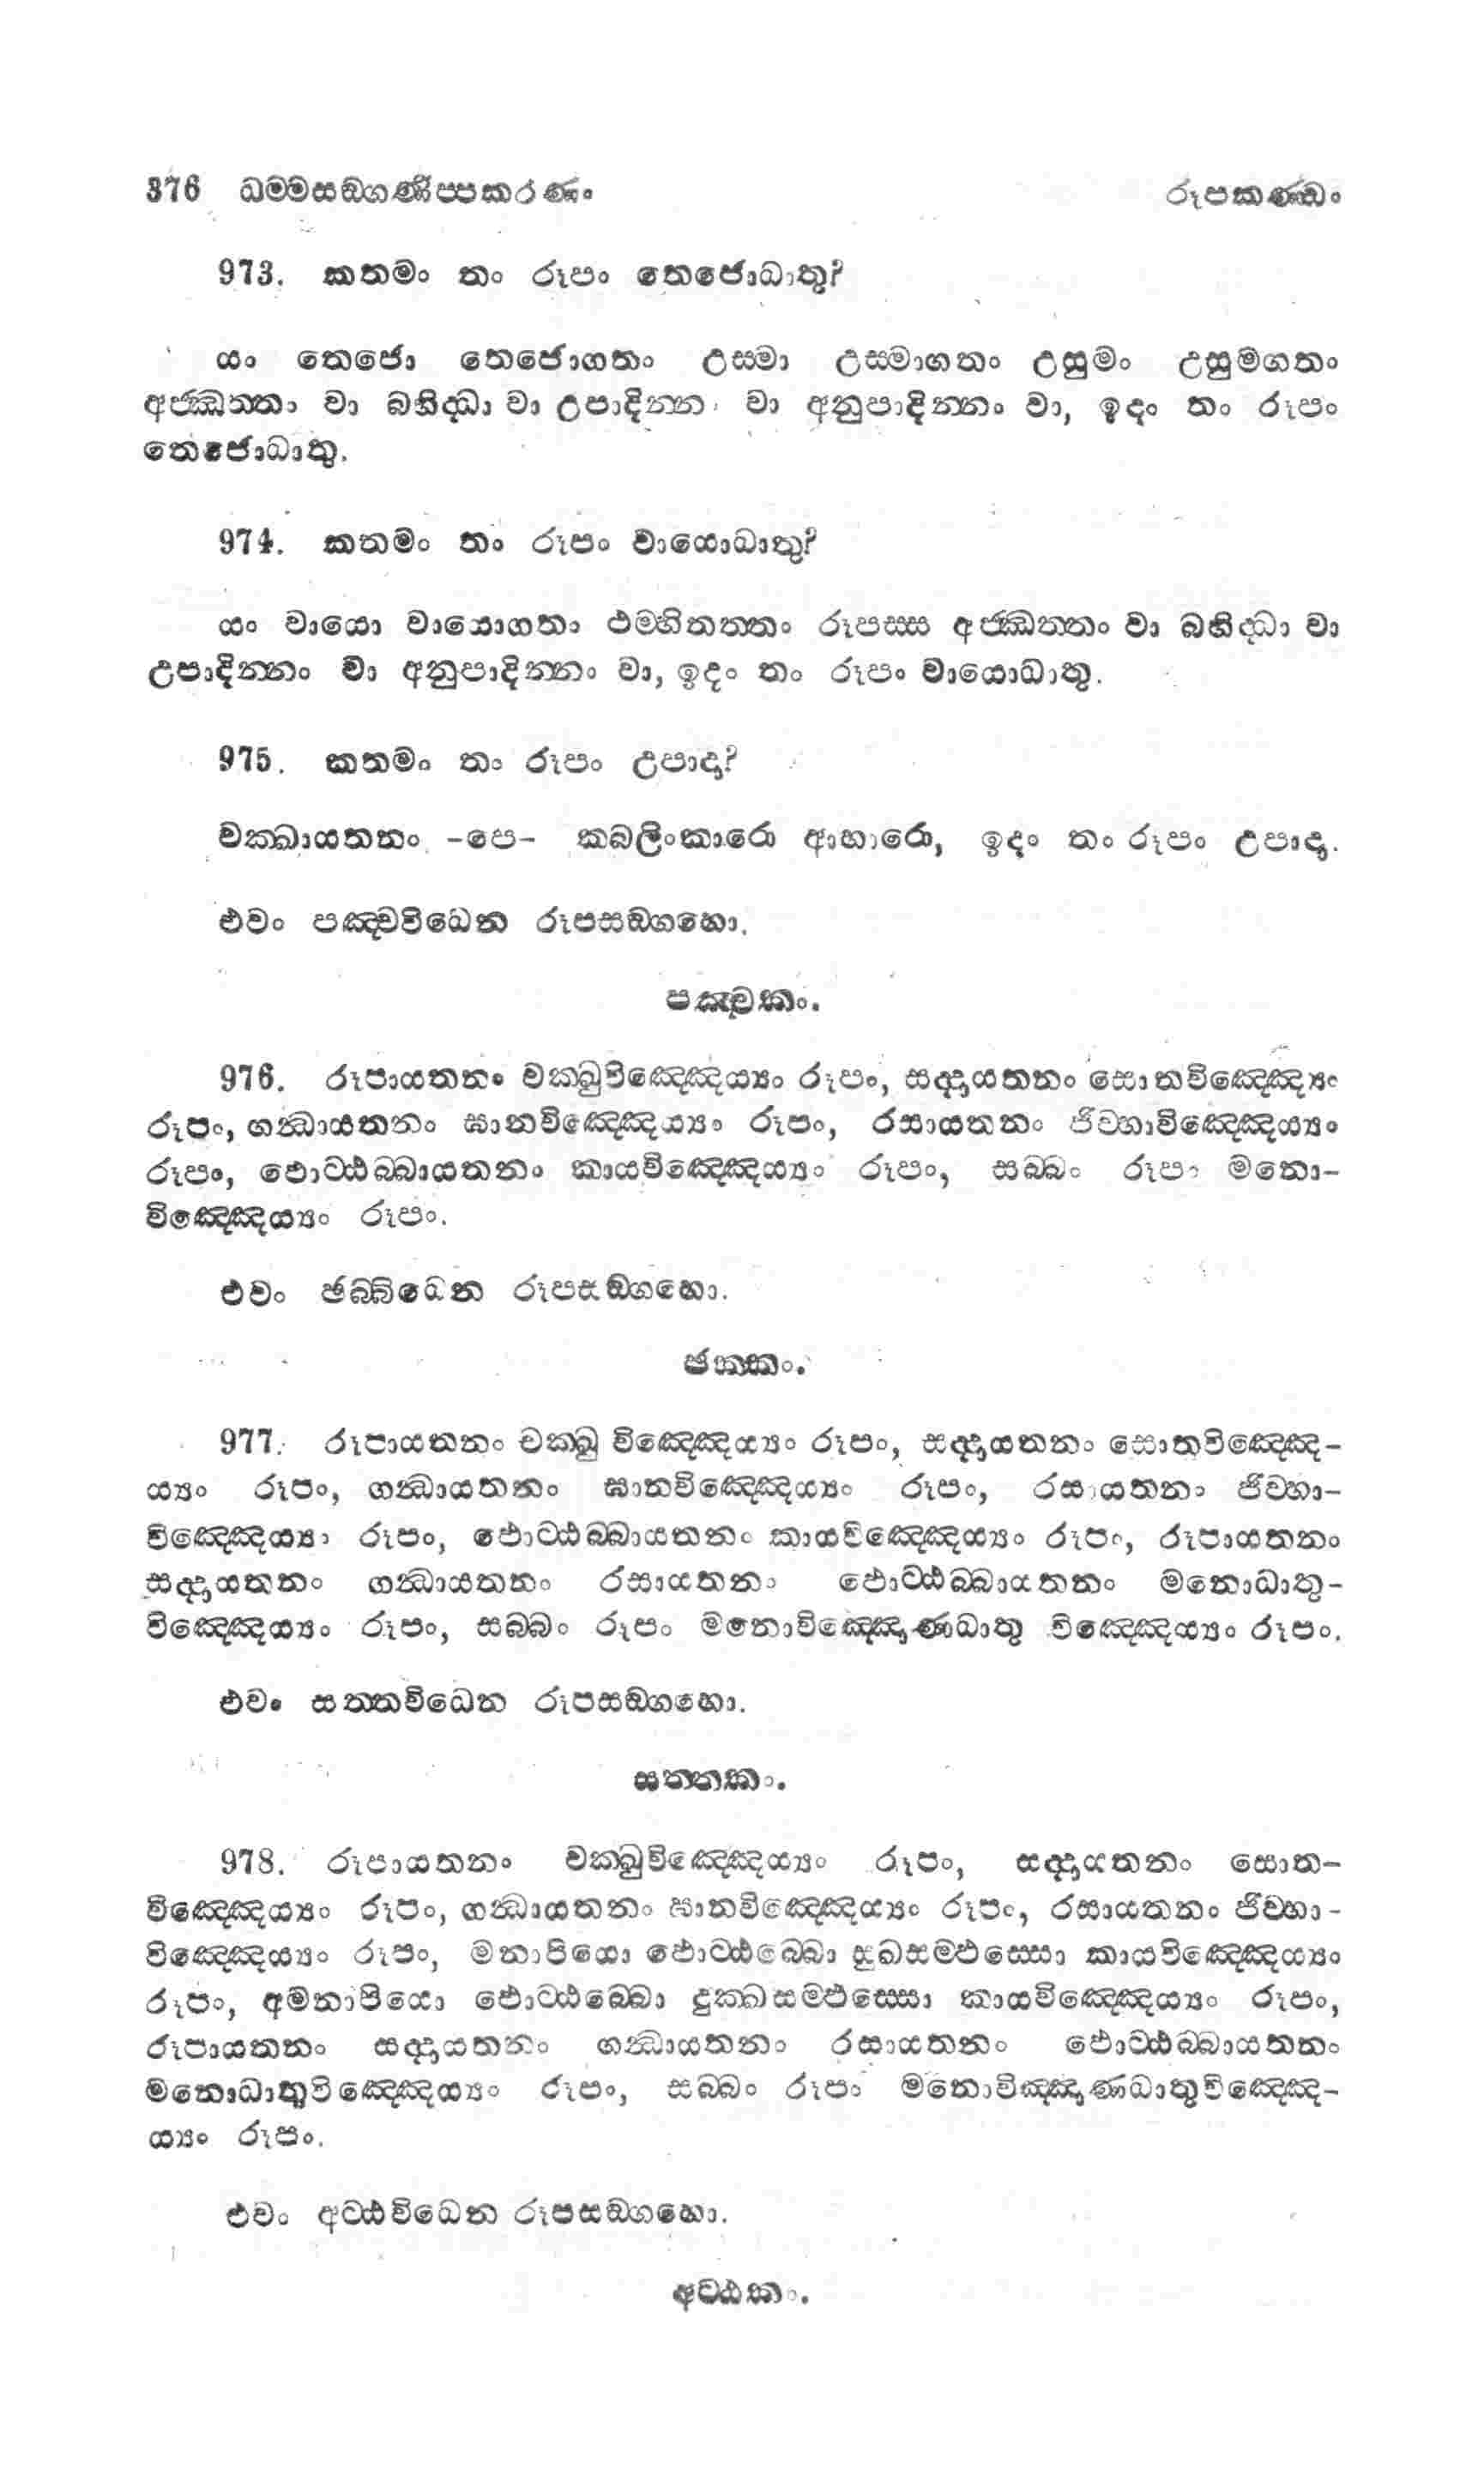 376 ධම්මසඞ්ගණිප්පකරණං රූපකණ්ඩං
973. කතමං තං රූපං තෙජොධාතු?
යං තෙජො තෙජොගතං උස්මා උස්මාගතං උසුමං උසුමගතං
අජ්ඣත්තං වා බහිද්ධා වා උපාදින්නං වා අනුපාදින්නං වා, ඉදං තං රූපං
තෙජොධාතු.
974. කතමං තං රූපං වායොධාතු?
යං වායො වායොගතං ථම්භිතත්තං රූපස්ස අජ්ඣත්තං වා බහිද්ධා වා
උපාදින්නං වා අනුපාදින්නං වා, ඉදං තං රූපං වායොධාතු.
975. කතමං තං රූපං උපාදා?
චක්ඛායතනං -පෙ- කබලිංකාරො ආහාරො, ඉදං තං රූපං උපාදා.
එවං පඤ්චවිධෙන රූපසඞ්ගහො.
පඤ්චකං.
976. රූපායතනං චක්ඛුවිඤ්ඤෙය්‍යං රූපං, සද්දායතනං සොතවිඤ්ඤෙය්‍යං
රූපං, ගන්ධායතනං ඝානවිඤ්ඤෙය්‍යං රූපං, රසායතනං ජිව්හාවිඤ්ඤෙය්‍යං
රූපං, ඵොට්ඨබ්බායතනං කායවිඤ්ඤෙය්‍යං රූපං, සබ්බං රූපං මනො-
විඤ්ඤෙය්‍යං රූපං.
එවං ඡබ්බිධෙන රූපසඞ්ගහො.
ඡක්කං.
977. රූපායතනං චක්ඛු විඤ්ඤෙය්‍යං රූපං, සද්දායතනං සොතවිඤ්ඤෙ-
ය්‍යං රූපං, ගන්ධායතනං ඝානවිඤ්ඤෙය්‍යං රූපං, රසායතනං ජිව්හා-
විඤ්ඤෙය්‍යං රූපං, ඵොට්ඨබ්බායතනං කායවිඤ්ඤෙය්‍යං රූපං, රූපායතනං
සද්දායතනං ගන්ධායතනං රසායතනං ඵොට්ඨබ්බායතනං මනොධාතු-
විඤ්ඤෙය්‍යං රූපං, සබ්බං රූපං මනොවිඤ්ඤාණධාතු විඤ්ඤෙය්‍යං රූපං.
එවං සත්තවිධෙන රූපසඞ්ගහො.
සත්තකං.
978. රූපායතනං චක්ඛුවිඤ්ඤෙය්‍යං රූපං, සද්දායතනං සොත-
විඤ්ඤෙය්‍යං රූපං, ගන්ධායතනං ඝානවිඤ්ඤෙය්‍යං රූපං, රසායතනං ජිව්හා-
විඤ්ඤෙය්‍යං රූපං, මනාපියො ඵොට්ඨබ්බො සුඛසම්ඵස්සො කායවිඤ්ඤෙය්‍යං
රූපං, අමනාපියො ඵොට්ඨබ්බො දුක්ඛසම්ඵස්සො කායවිඤ්ඤෙය්‍යං රූපං,
රූපායතනං සද්දායතනං ගන්ධායතනං රසායතනං ඵොට්ඨබ්බායතනං
මනොධාතුවිඤ්ඤෙය්‍යං රූපං, සබ්බං රූපං මනොවිඤ්ඤාණධාතුවිඤ්ඤෙ-
ය්‍යං රූපං.
එවං අට්ඨවිධෙන රූපසඞ්ගහො.
අට්ඨකං.